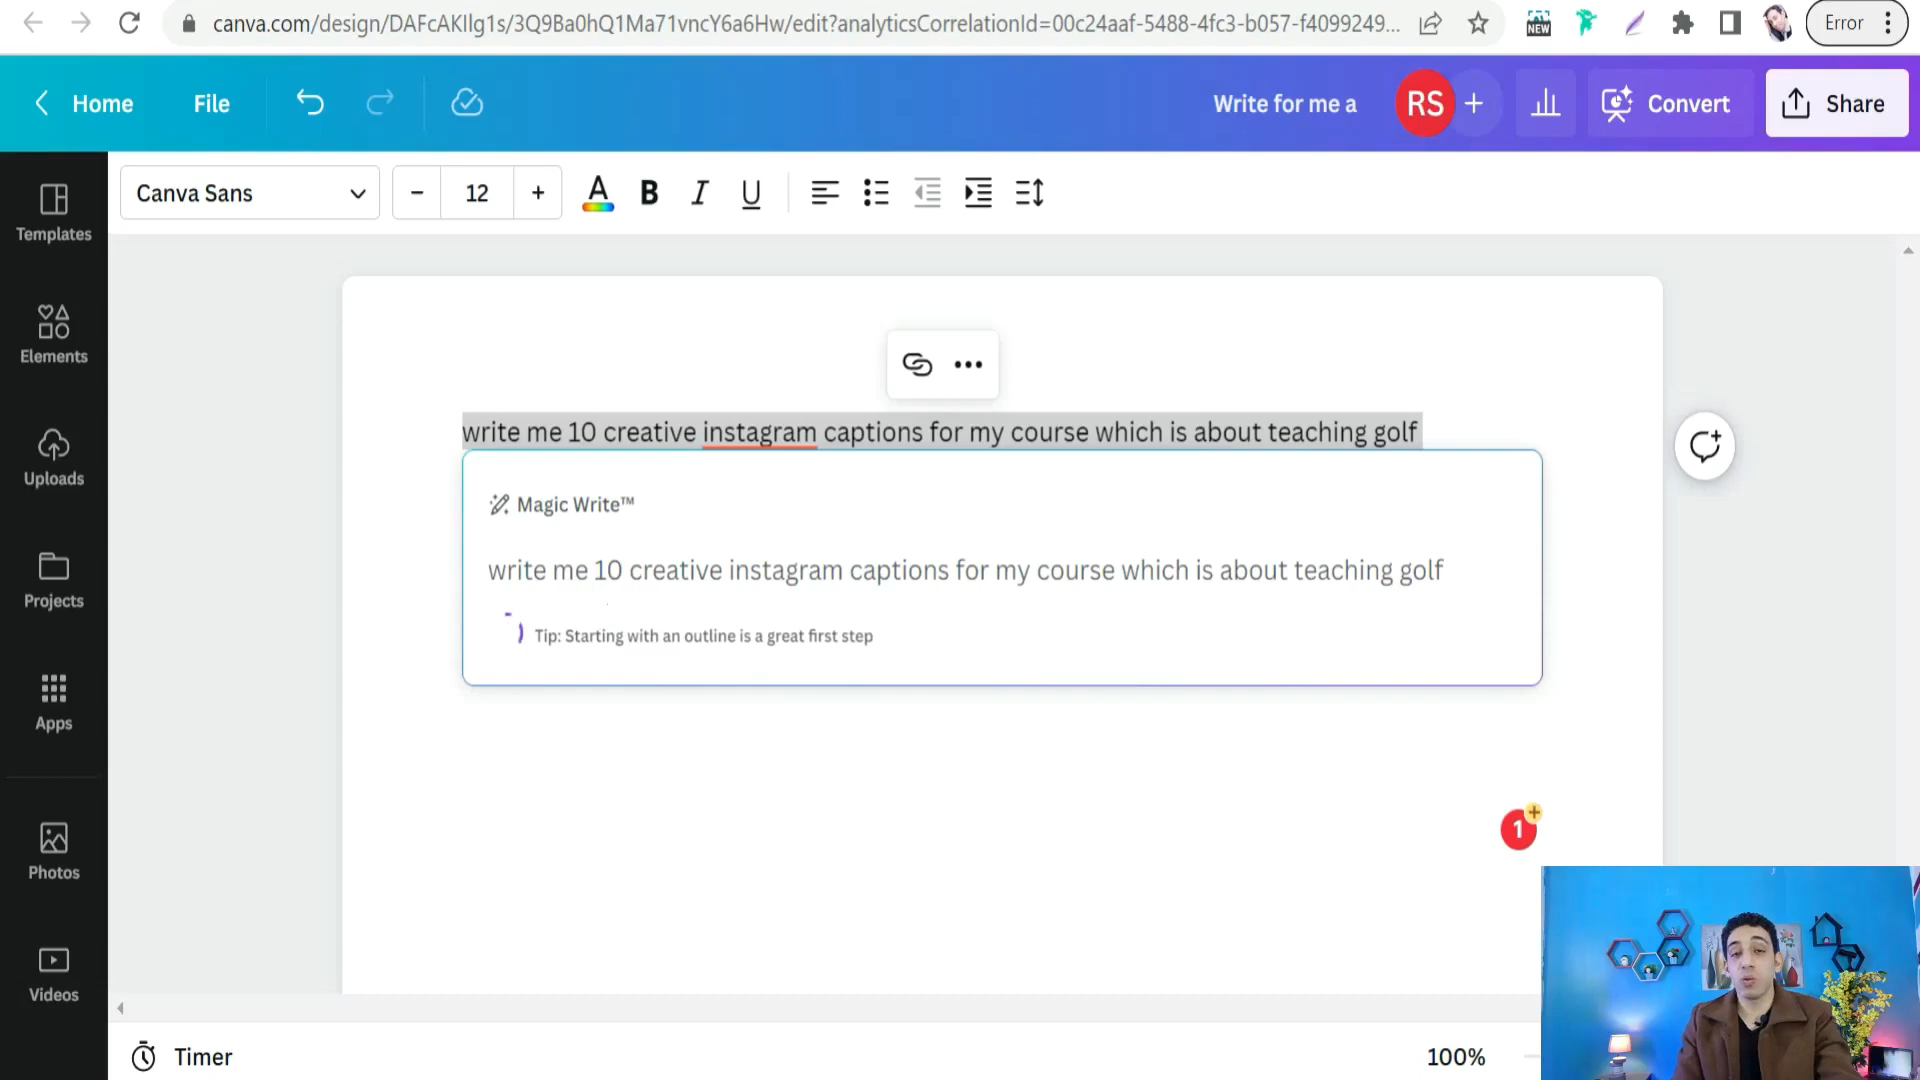 canva.com/design/DAFcAKIlg1s/3Q9Ba0hQ1Ma71vncY6a6Hw/edit?analyticsCorrelationId=00c24aaf-5488-4fc3-b057-f4099249...
NEW
Error
Home
File
Write for me a
RS
+
Convert
Share
Canva Sans
−
12
+
A
B
I
U
Templates
Elements
Uploads
Projects
Apps
Photos
Videos
write me 10 creative instagram captions for my course which is about teaching golf
Magic Write™
write me 10 creative instagram captions for my course which is about teaching golf
Tip: Starting with an outline is a great first step
1
+
Timer
100%